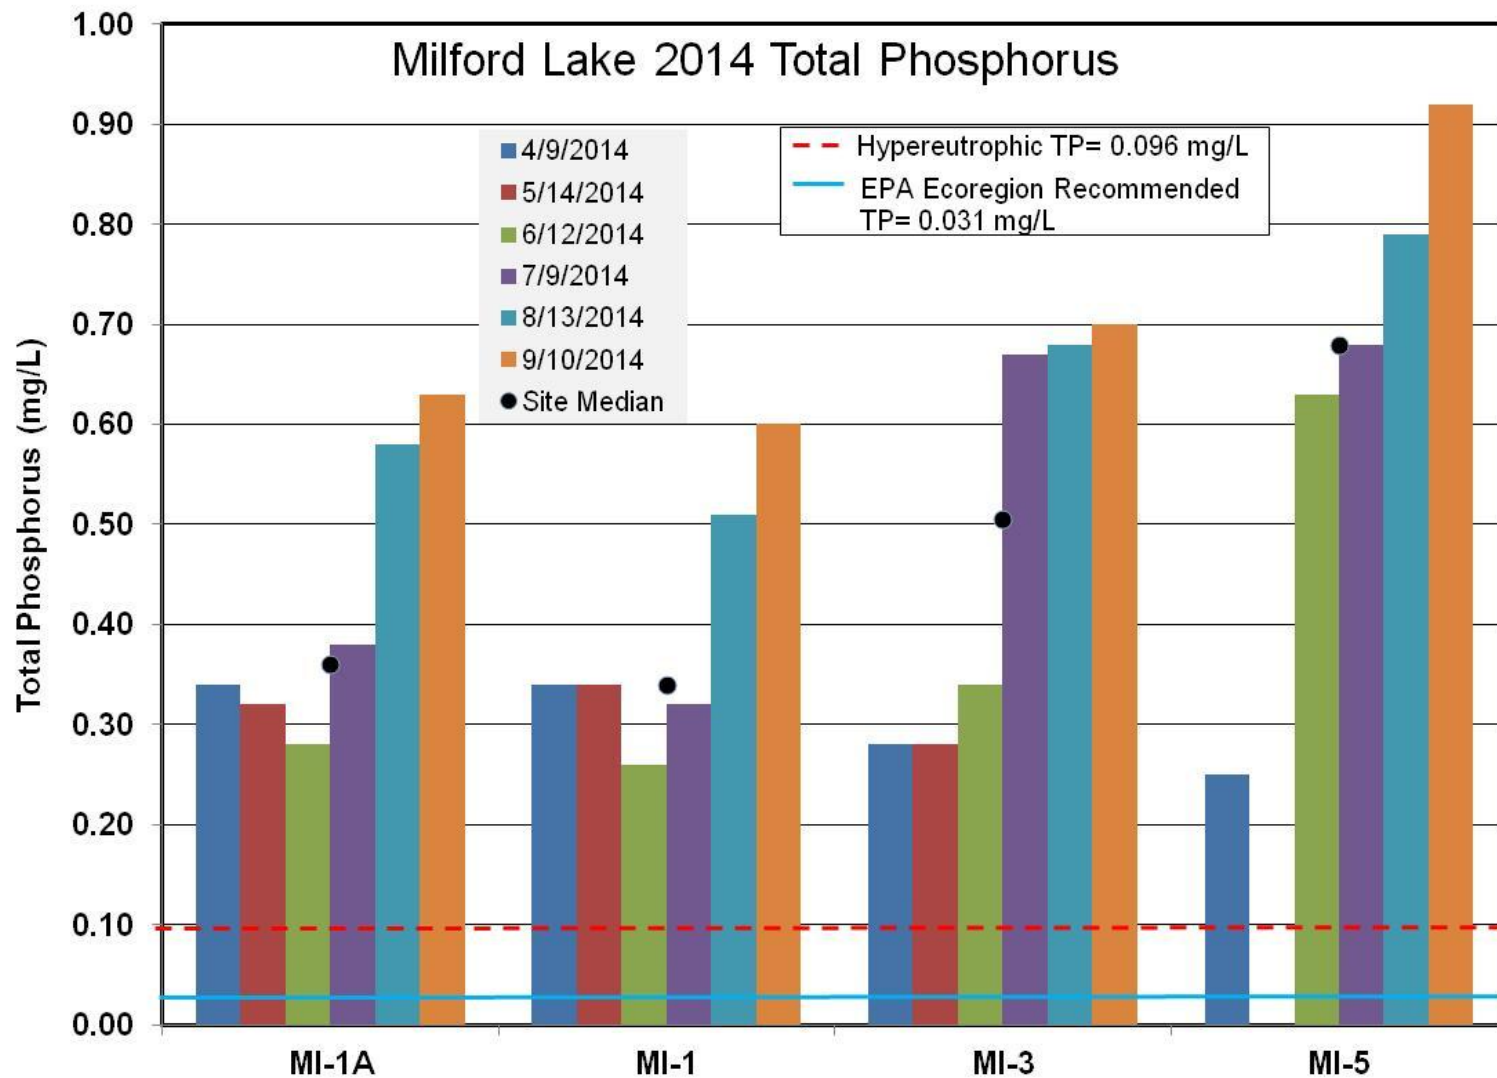 Milford Lake 2014 Total Phosphorus
Total Phosphorus (mg/L)
1.00
0.90
0.80
0.70
0.60
0.50
0.40
0.30
0.20
0.10
0.00
4/9/2014
5/14/2014
6/12/2014
7/9/2014
8/13/2014
9/10/2014
Site Median
Hypereutrophic TP= 0.096 mg/L
EPA Ecoregion Recommended
TP= 0.031 mg/L
MI-1A
MI-1
MI-3
MI-5